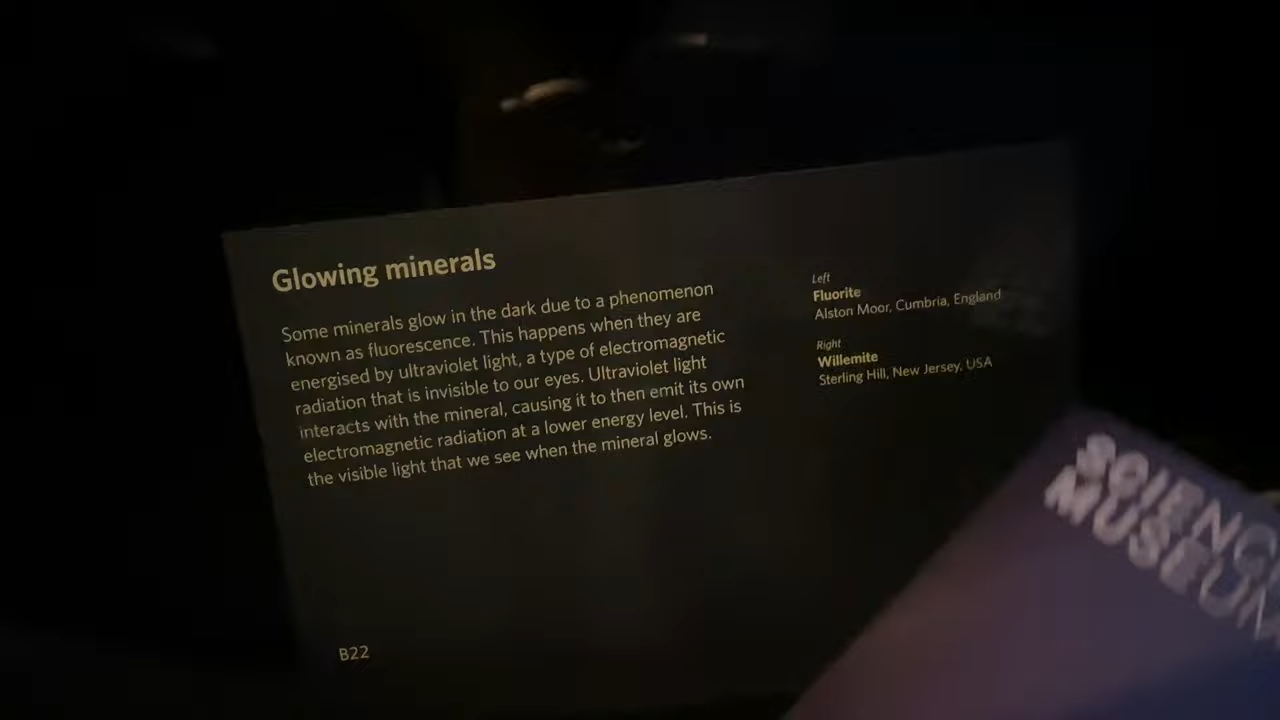 Glowing minerals
Some minerals glow in the dark due to a phenomenon
known as fluorescence. This happens when they are
energised by ultraviolet light, a type of electromagnetic
radiation that is invisible to our eyes. Ultraviolet light
interacts with the mineral, causing it to then emit its own
electromagnetic radiation at a lower energy level. This is
the visible light that we see when the mineral glows.
Left
Fluorite
Alston Moor, Cumbria, England
Right
Willemite
Sterling Hill, New Jersey, USA
B22
SCIENCE
MUSEUM